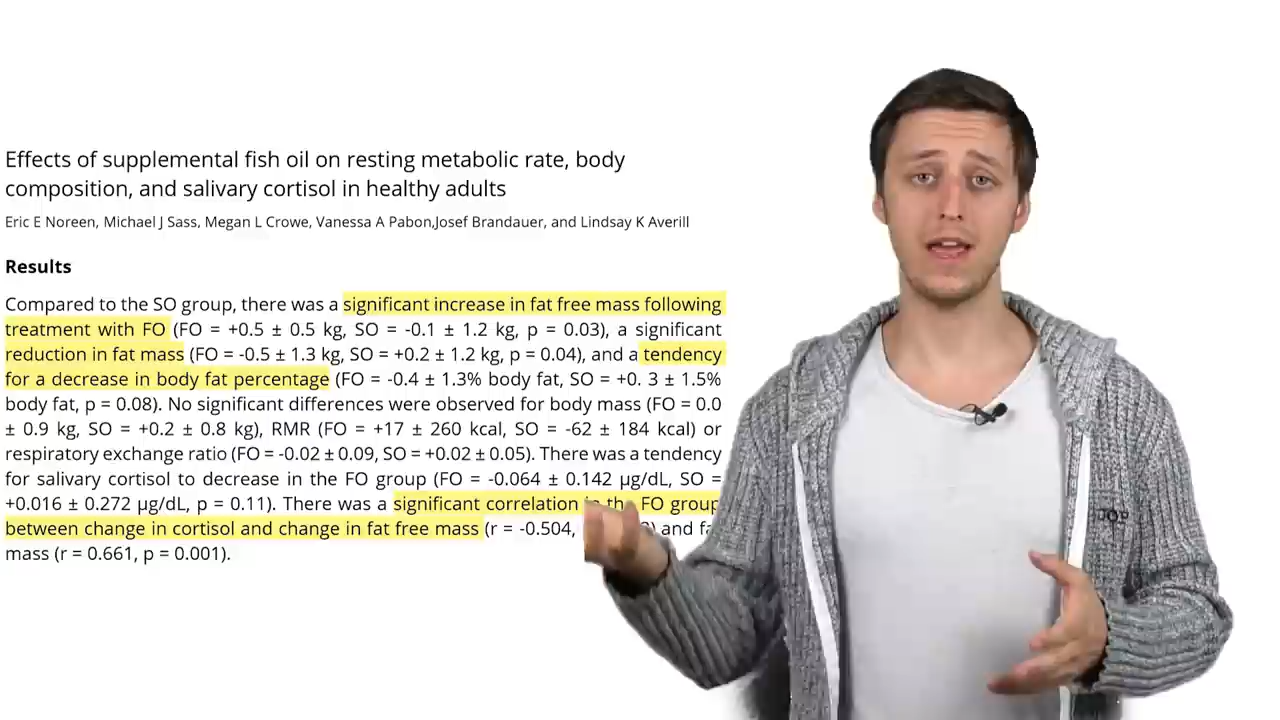 Effects of supplemental fish oil on resting metabolic rate, body
composition, and salivary cortisol in healthy adults
Eric E Noreen, Michael J Sass, Megan L Crowe, Vanessa A Pabon,Josef Brandauer, and Lindsay K Averill
Results
Compared to the SO group, there was a significant increase in fat free mass following
treatment with FO (FO = +0.5 ± 0.5 kg, SO = -0.1 ± 1.2 kg, p = 0.03), a significant
reduction in fat mass (FO = -0.5 ± 1.3 kg, SO = +0.2 ± 1.2 kg, p = 0.04), and a tendency
for a decrease in body fat percentage (FO = -0.4 ± 1.3% body fat, SO = +0. 3 ± 1.5%
body fat, p = 0.08). No significant differences were observed for body mass (FO = 0.0
± 0.9 kg, SO = +0.2 ± 0.8 kg), RMR (FO = +17 ± 260 kcal, SO = -62 ± 184 kcal) or
respiratory exchange ratio (FO = -0.02 ± 0.09, SO = +0.02 ± 0.05). There was a tendency
for salivary cortisol to decrease in the FO group (FO = -0.064 ± 0.142 μg/dL, SO =
+0.016 ± 0.272 μg/dL, p = 0.11). There was a significant correlation in the FO group
between change in cortisol and change in fat free mass (r = -0.504, and
mass (r = 0.661, p = 0.001).